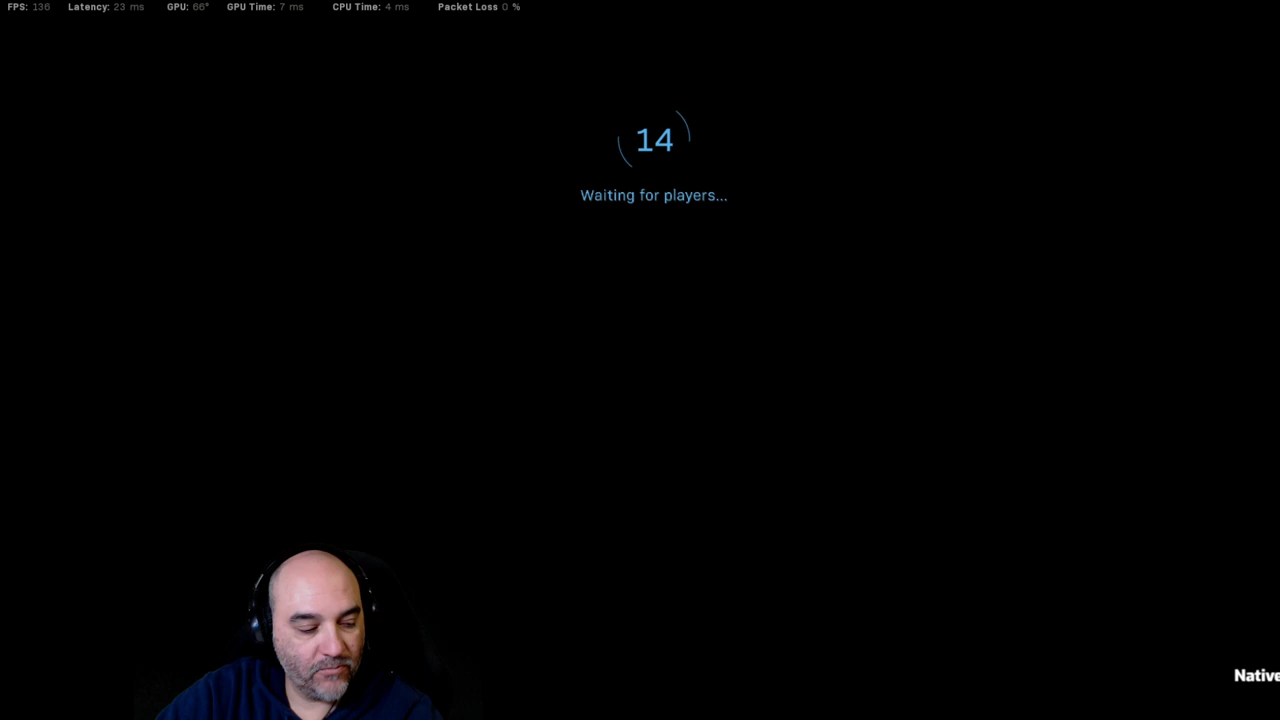 FPS: 136 Latency: 23 ms GPU: 66° GPU Time: 7 ms CPU Time: 4 ms Packet Loss 0 %
14
Waiting for players...
Native